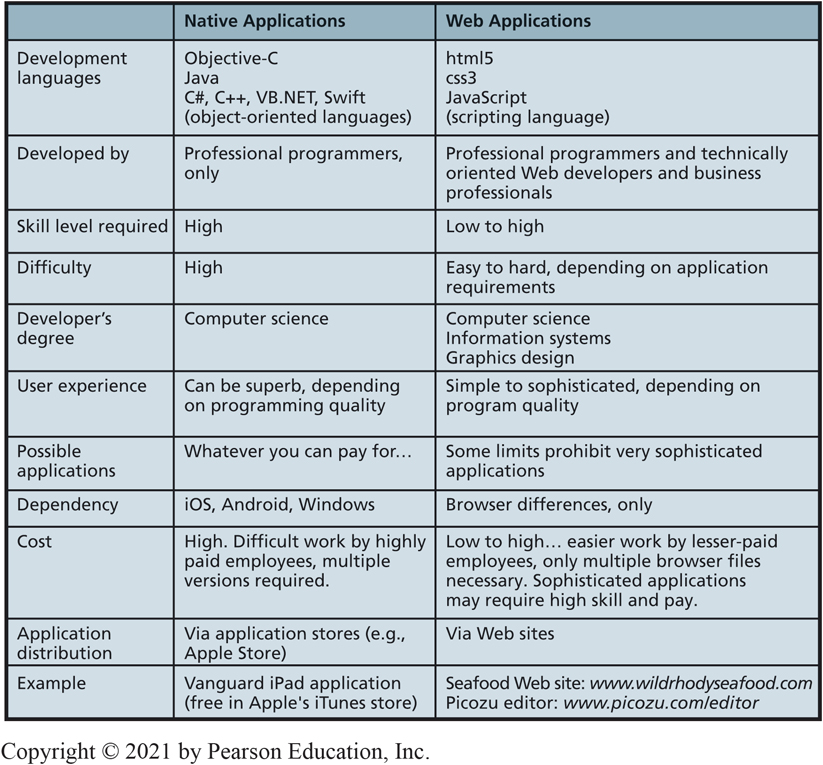 Native Applications Web Applications
Development languages
Objective-C
Java
C#, C++, VB.NET, Swift
(object-oriented languages)
html5
css3
JavaScript
(scripting language)
Developed by
Professional programmers,
only
Professional programmers and technically
oriented Web developers and business
professionals
Skill level required
High
Low to high
Difficulty
High
Easy to hard, depending on application
requirements
Developer's
degree
Computer science
Computer science
Information systems
Graphics design
User experience
Can be superb, depending
on programming quality
Simple to sophisticated, depending on
program quality
Possible
applications
Whatever you can pay for…
Some limits prohibit very sophisticated
applications
Dependency
iOS, Android, Windows
Browser differences, only
Cost
High. Difficult work by highly
paid employees, multiple
versions required.
Low to high… easier work by lesser-paid
employees, only multiple browser files
necessary. Sophisticated applications
may require high skill and pay.
Application
distribution
Via application stores (e.g.,
Apple Store)
Via Web sites
Example
Vanguard iPad application
(free in Apple's iTunes store)
Seafood Web site: www.wildrhodyseafood.com
Picozu editor: www.picozu.com/editor
Copyright © 2021 by Pearson Education, Inc.